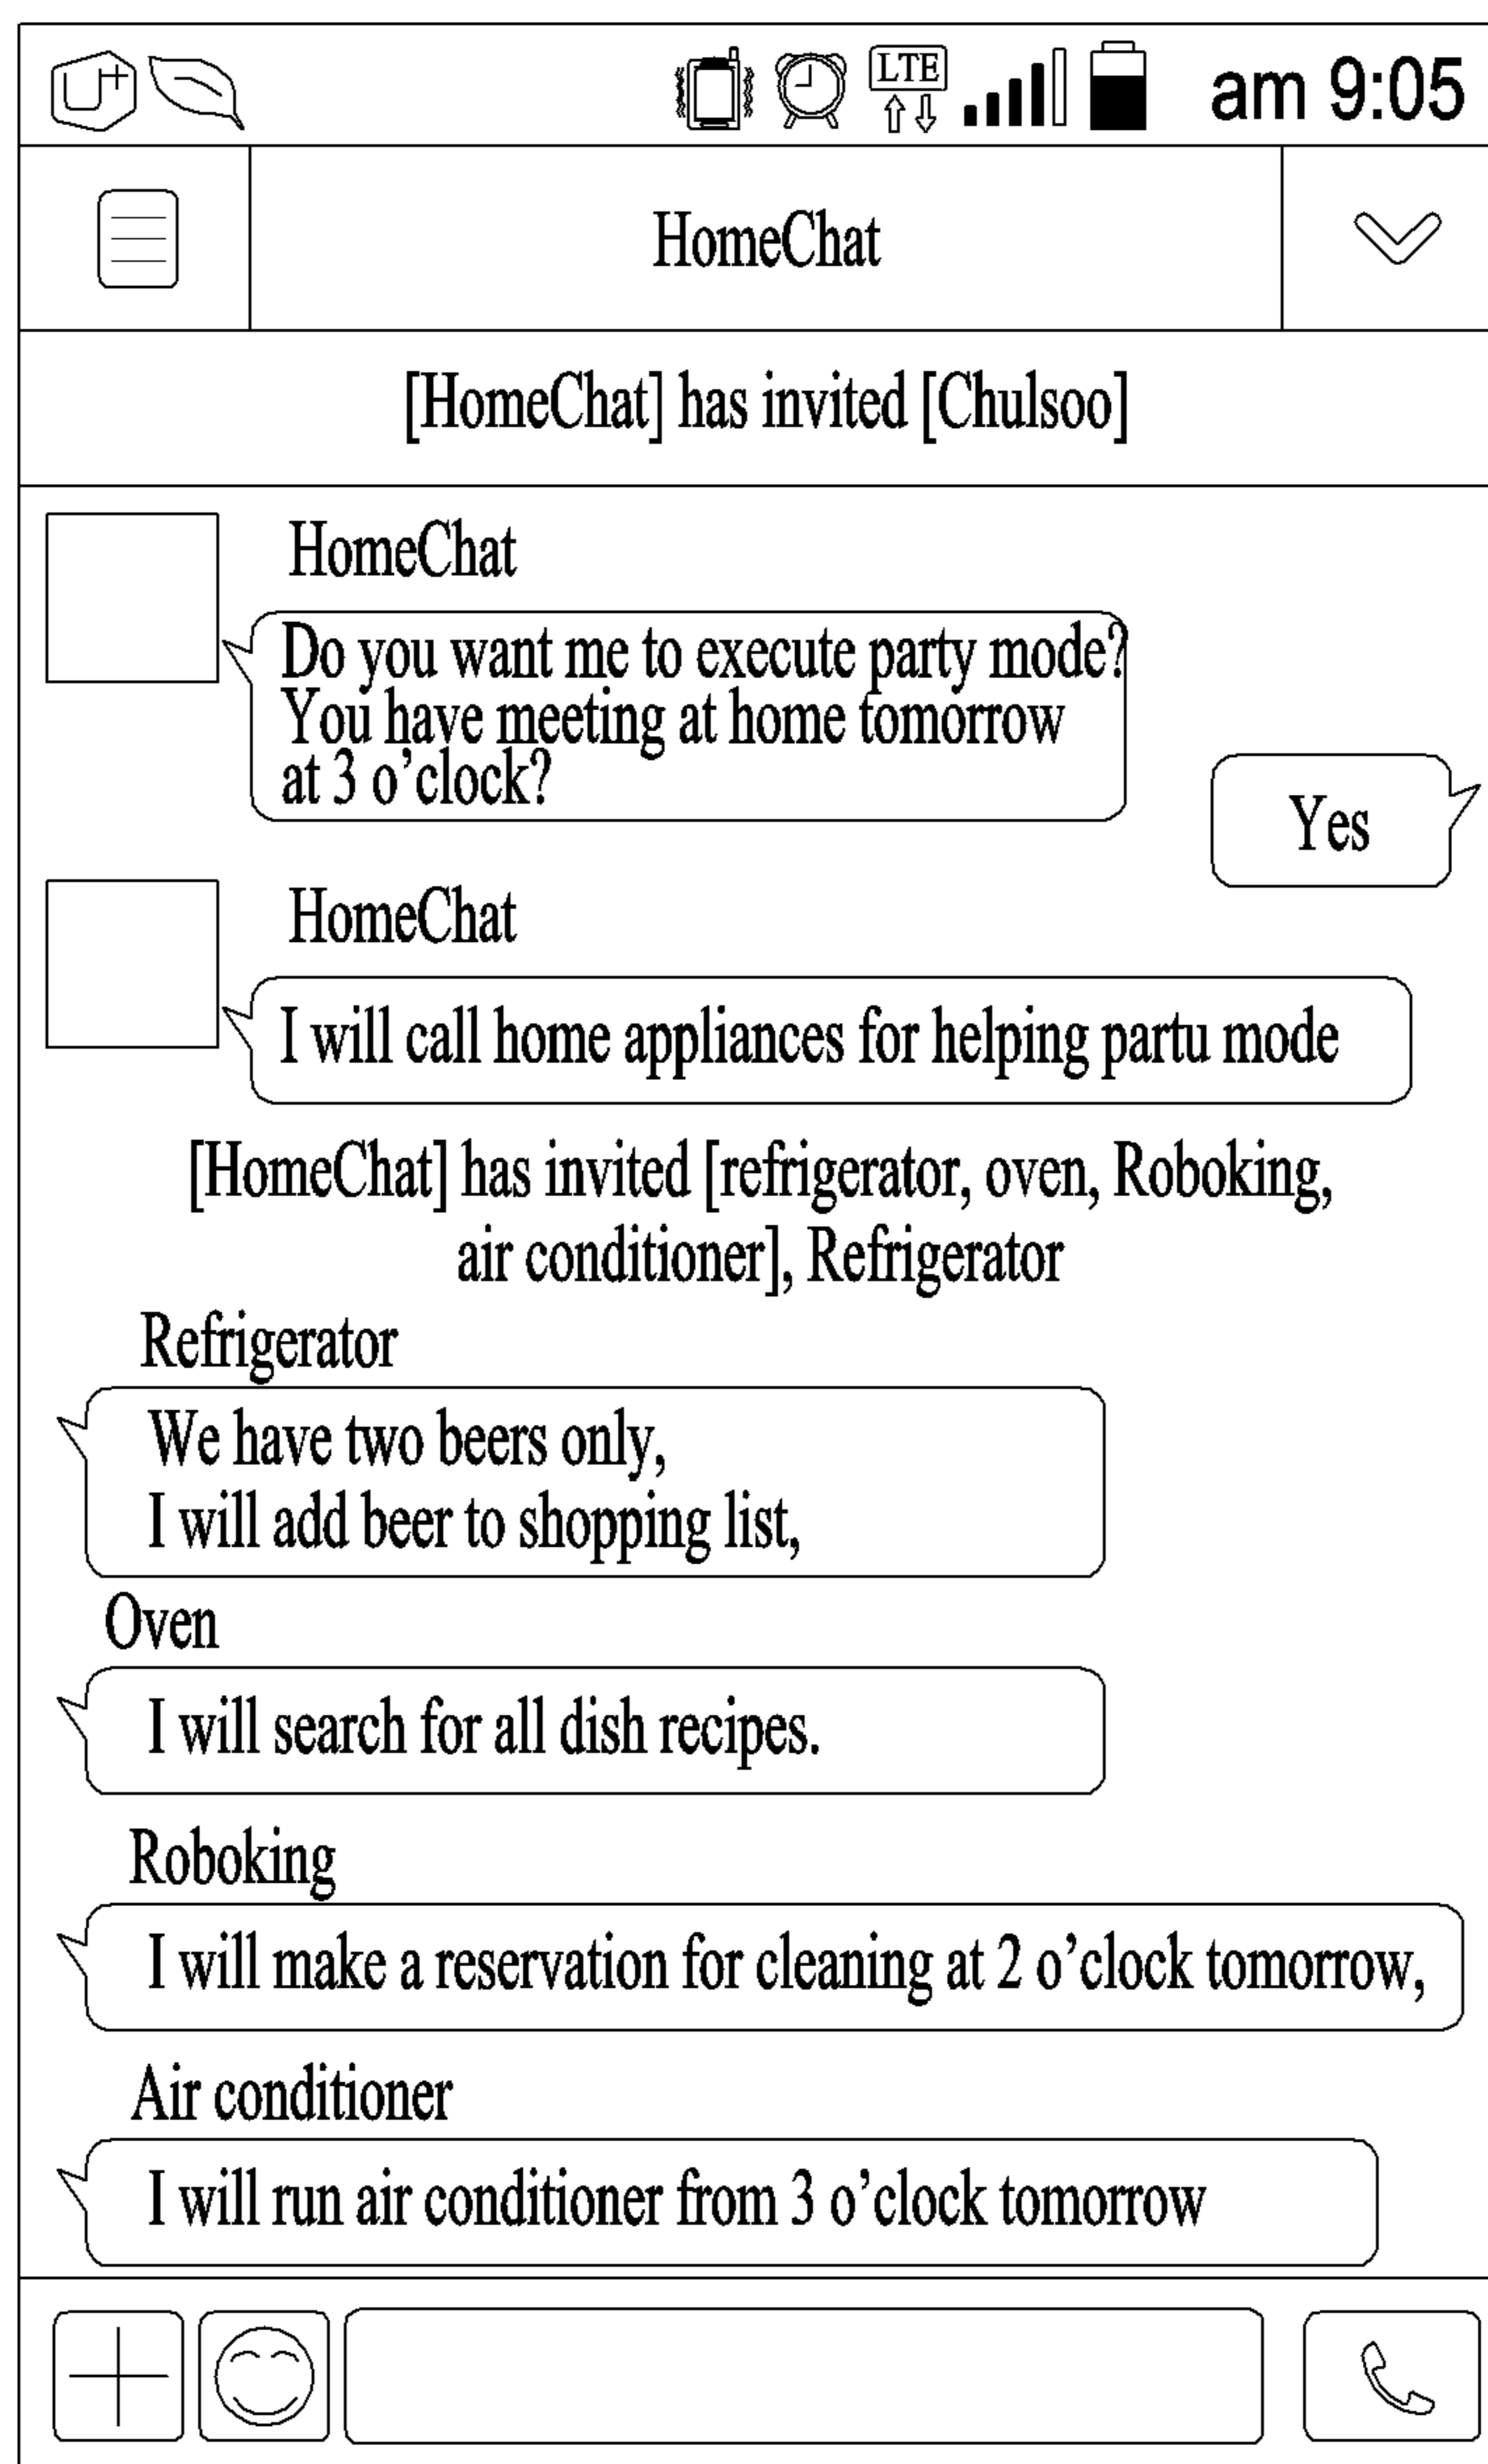 U+
LTE
am 9:05
HomeChat
[HomeChat] has invited [Chulsoo]
HomeChat
Do you want me to execute party mode?
You have meeting at home tomorrow
at 3 o’clock?
Yes
HomeChat
I will call home appliances for helping partu mode
[HomeChat] has invited [refrigerator, oven, Roboking,
air conditioner], Refrigerator
Refrigerator
We have two beers only,
I will add beer to shopping list,
Oven
I will search for all dish recipes.
Roboking
I will make a reservation for cleaning at 2 o’clock tomorrow,
Air conditioner
I will run air conditioner from 3 o’clock tomorrow